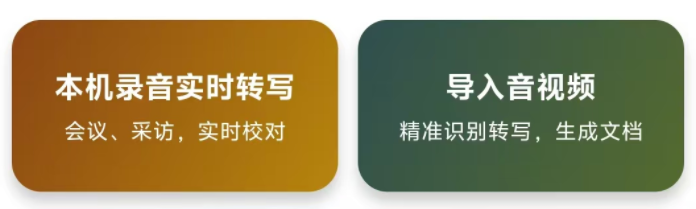 本机录音实时转写
会议、采访，实时校对
导入音视频
精准识别转写，生成文档